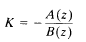 K = − A(z) / B(z)